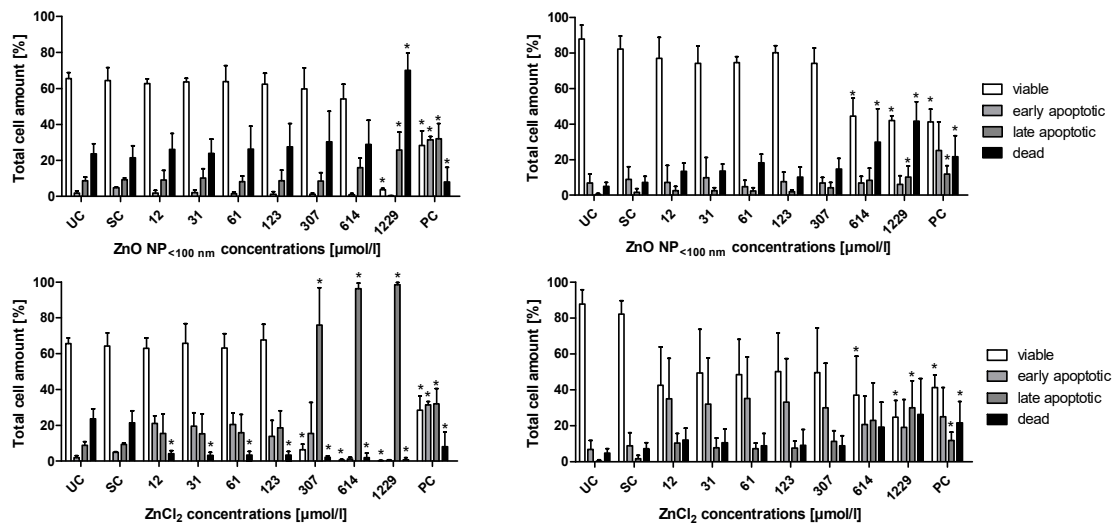 Total cell amount [%]
100
80
60
40
20
0
* * * * * * *
UC SC 12 31 61 123 307 614 1229 PC
ZnO NP<100 nm concentrations [µmol/l]
Total cell amount [%]
100
80
60
40
20
0
* * * * * * * *
UC SC 12 31 61 123 307 614 1229 PC
ZnO NP<100 nm concentrations [µmol/l]
viable
early apoptotic
late apoptotic
dead
Total cell amount [%]
100
80
60
40
20
0
* * * * * * * * * * * * * * * * *
UC SC 12 31 61 123 307 614 1229 PC
ZnCl2 concentrations [µmol/l]
Total cell amount [%]
100
80
60
40
20
0
* * * * * *
UC SC 12 31 61 123 307 614 1229 PC
ZnCl2 concentrations [µmol/l]
viable
early apoptotic
late apoptotic
dead